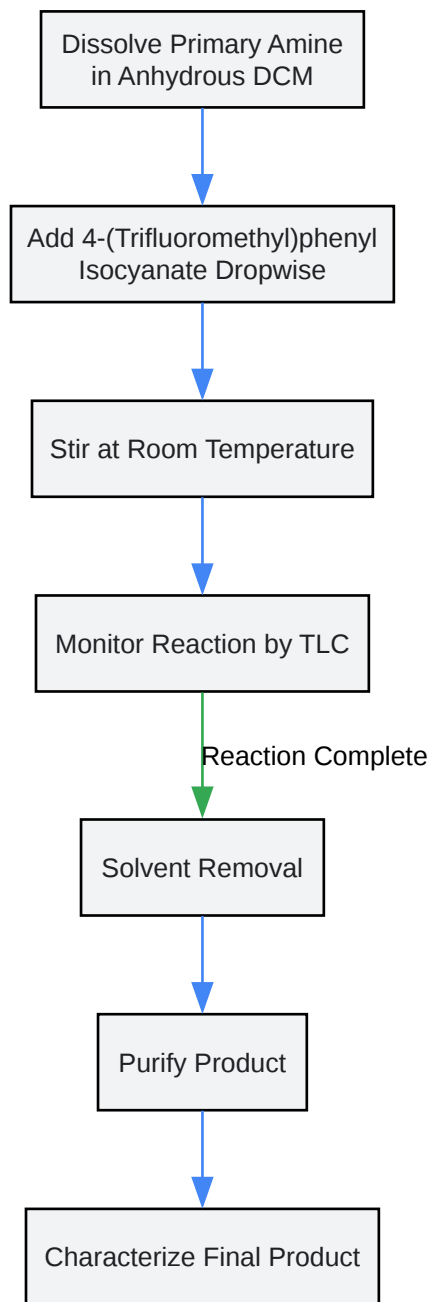 Dissolve Primary Amine
in Anhydrous DCM
Add 4-(Trifluoromethyl)phenyl
Isocyanate Dropwise
Stir at Room Temperature
Monitor Reaction by TLC
Reaction Complete
Solvent Removal
Purify Product
Characterize Final Product